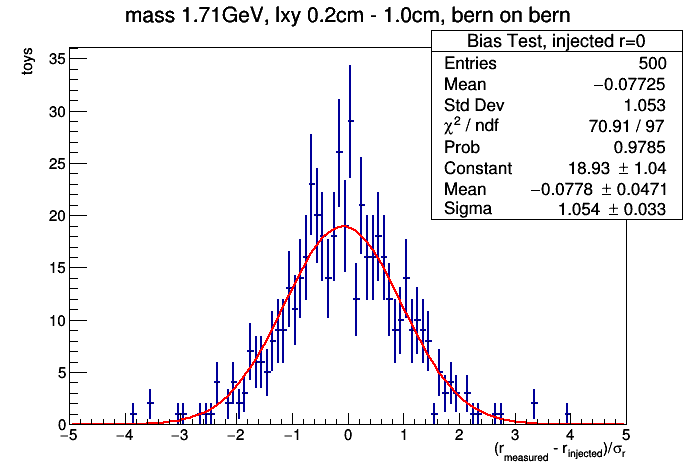 mass 1.71GeV, lxy 0.2cm - 1.0cm, bern on bern
toys
Bias Test, injected r=0
Entries 500
Mean −0.07725
Std Dev 1.053
χ² / ndf 70.91 / 97
Prob 0.9785
Constant 18.93 ± 1.04
Mean −0.0778 ± 0.0471
Sigma 1.054 ± 0.033
35
30
25
20
15
10
5
0
−5 −4 −3 −2 −1 0 1 2 3 4 5
(r_measured - r_injected)/σ_r